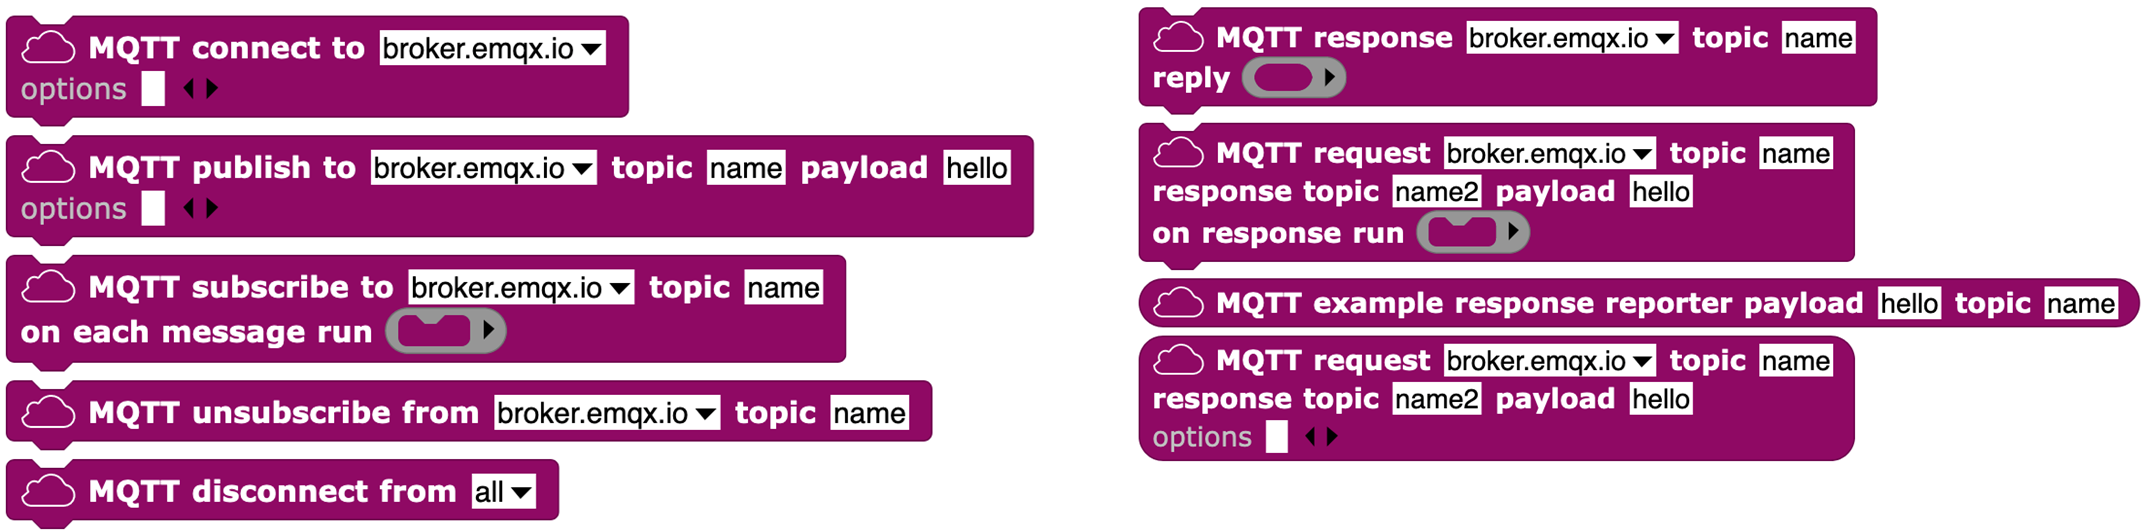 MQTT connect to broker.emqx.io
options
MQTT publish to broker.emqx.io topic name payload hello
options
MQTT subscribe to broker.emqx.io topic name
on each message run
MQTT unsubscribe from broker.emqx.io topic name
MQTT disconnect from all
MQTT response broker.emqx.io topic name
reply
MQTT request broker.emqx.io topic name
response topic name2 payload hello
on response run
MQTT example response reporter payload hello topic name
MQTT request broker.emqx.io topic name
response topic name2 payload hello
options